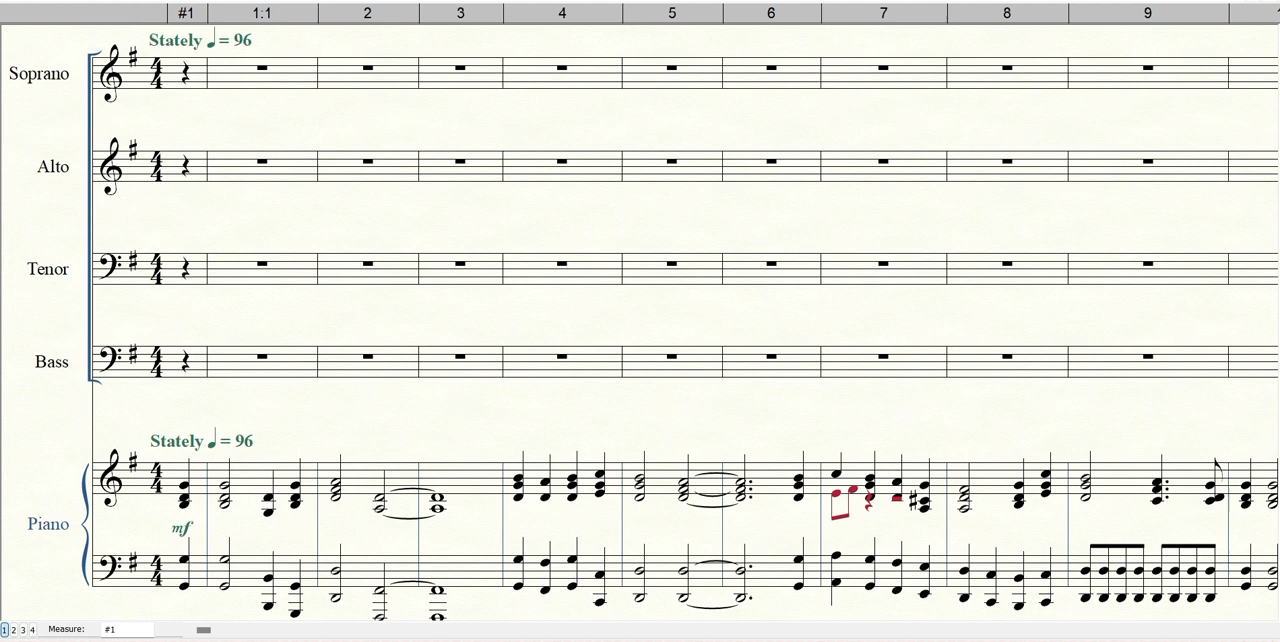 #1 1:1 2 3 4 5 6 7 8 9
Stately ♩ = 96
Soprano
Alto
Tenor
Bass
Stately ♩ = 96
Piano
mf
1 2 3 4 Measure: #1